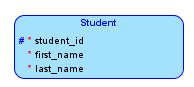 Student
# * student_id
* first_name
* last_name